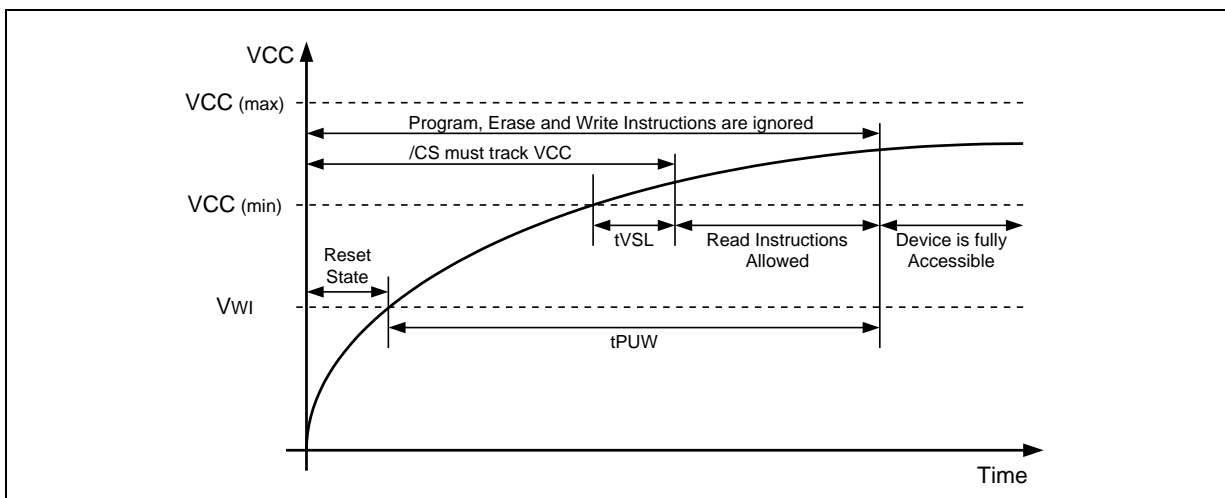 VCC
VCC (max)
Program, Erase and Write Instructions are ignored
/CS must track VCC
VCC (min)
tVSL
Read Instructions
Allowed
Device is fully
Accessible
Reset
State
VWI
tPUW
Time